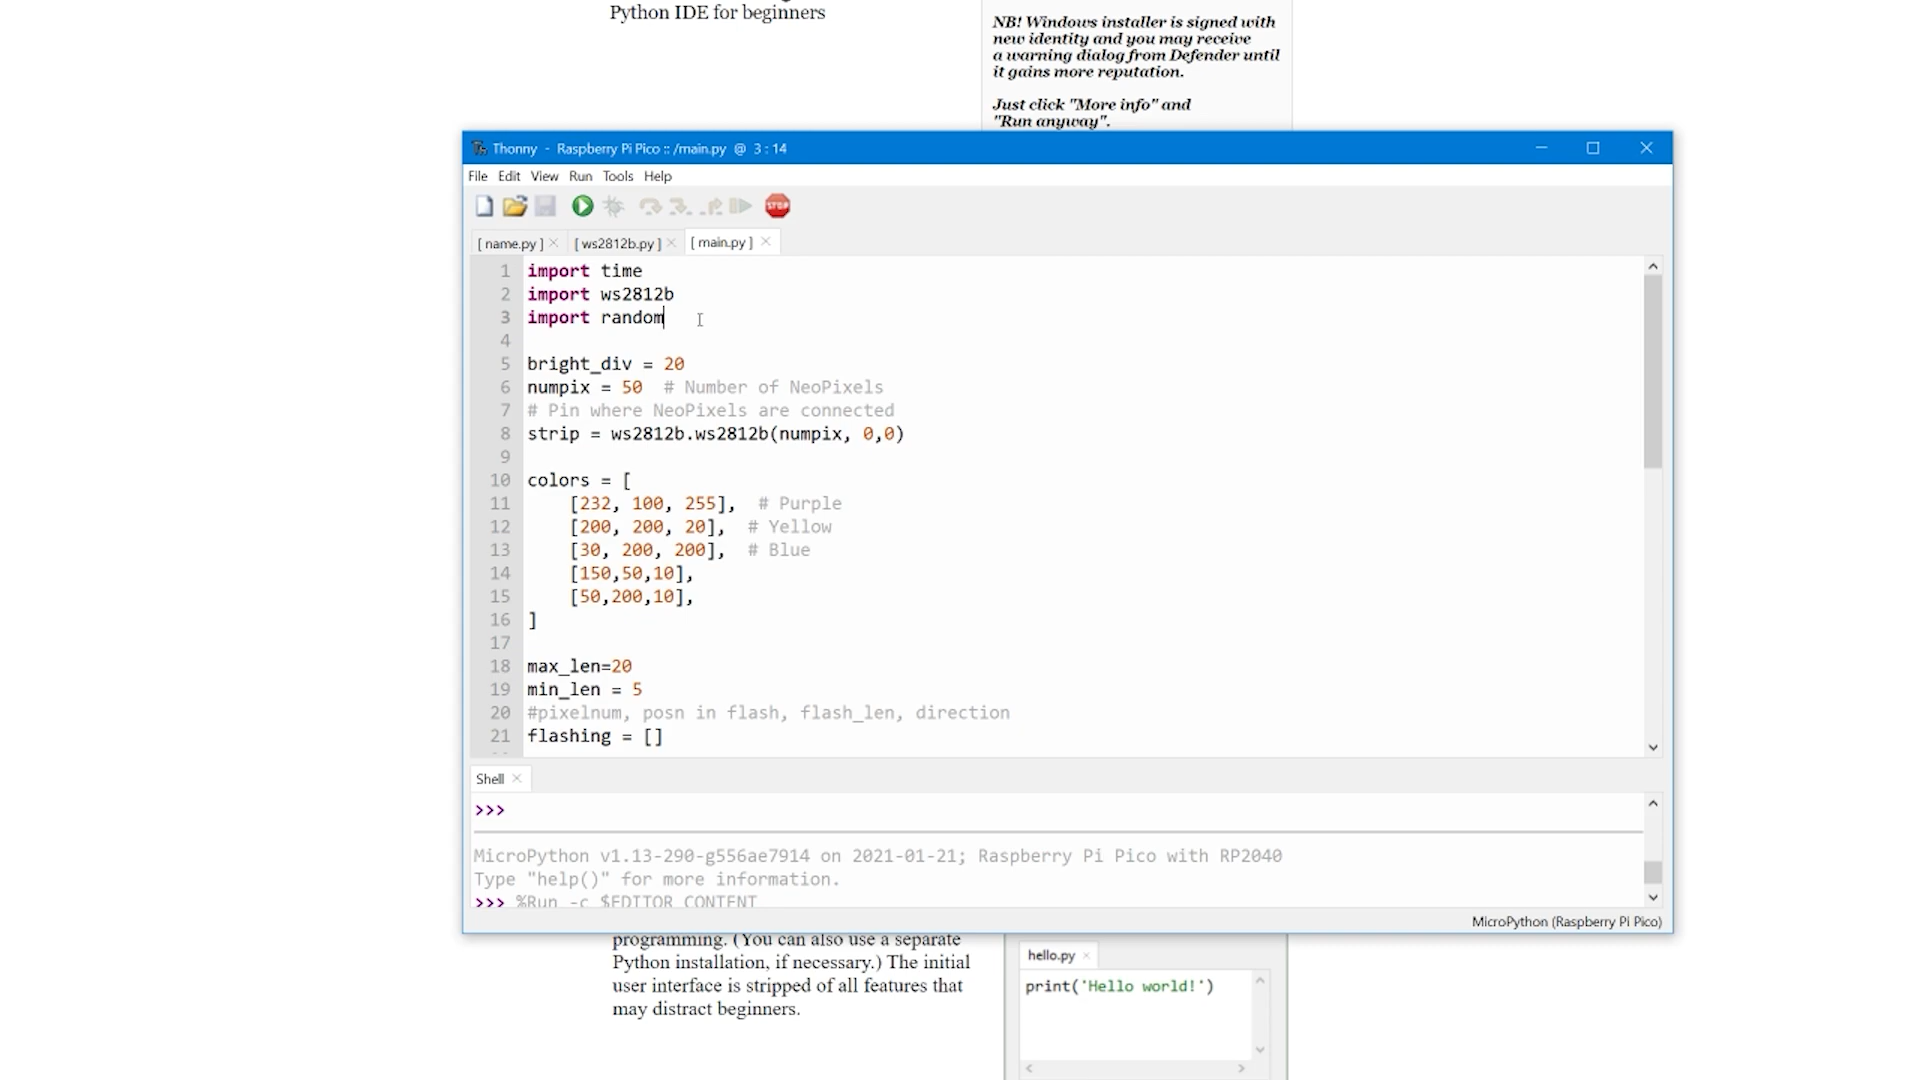 Python IDE for beginners
NB! Windows installer is signed with
new identity and you may receive
a warning dialog from Defender until
it gains more reputation.
Just click "More info" and
"Run anyway".
Thonny - Raspberry Pi Pico :: /main.py @ 3 : 14
File Edit View Run Tools Help
STOP
[ name.py ] [ ws2812b.py ] [ main.py ]
1 import time
2 import ws2812b
3 import random
4
5 bright_div = 20
6 numpix = 50 # Number of NeoPixels
7 # Pin where NeoPixels are connected
8 strip = ws2812b.ws2812b(numpix, 0,0)
9
10 colors = [
11 [232, 100, 255], # Purple
12 [200, 200, 20], # Yellow
13 [30, 200, 200], # Blue
14 [150,50,10],
15 [50,200,10],
16 ]
17
18 max_len=20
19 min_len = 5
20 #pixelnum, posn in flash, flash_len, direction
21 flashing = []
Shell
>>>
MicroPython v1.13-290-g556ae7914 on 2021-01-21; Raspberry Pi Pico with RP2040
Type "help()" for more information.
>>> %Run -c $EDITOR_CONTENT
MicroPython (Raspberry Pi Pico)
programming. (You can also use a separate
Python installation, if necessary.) The initial
user interface is stripped of all features that
may distract beginners.
hello.py
print('Hello world!')